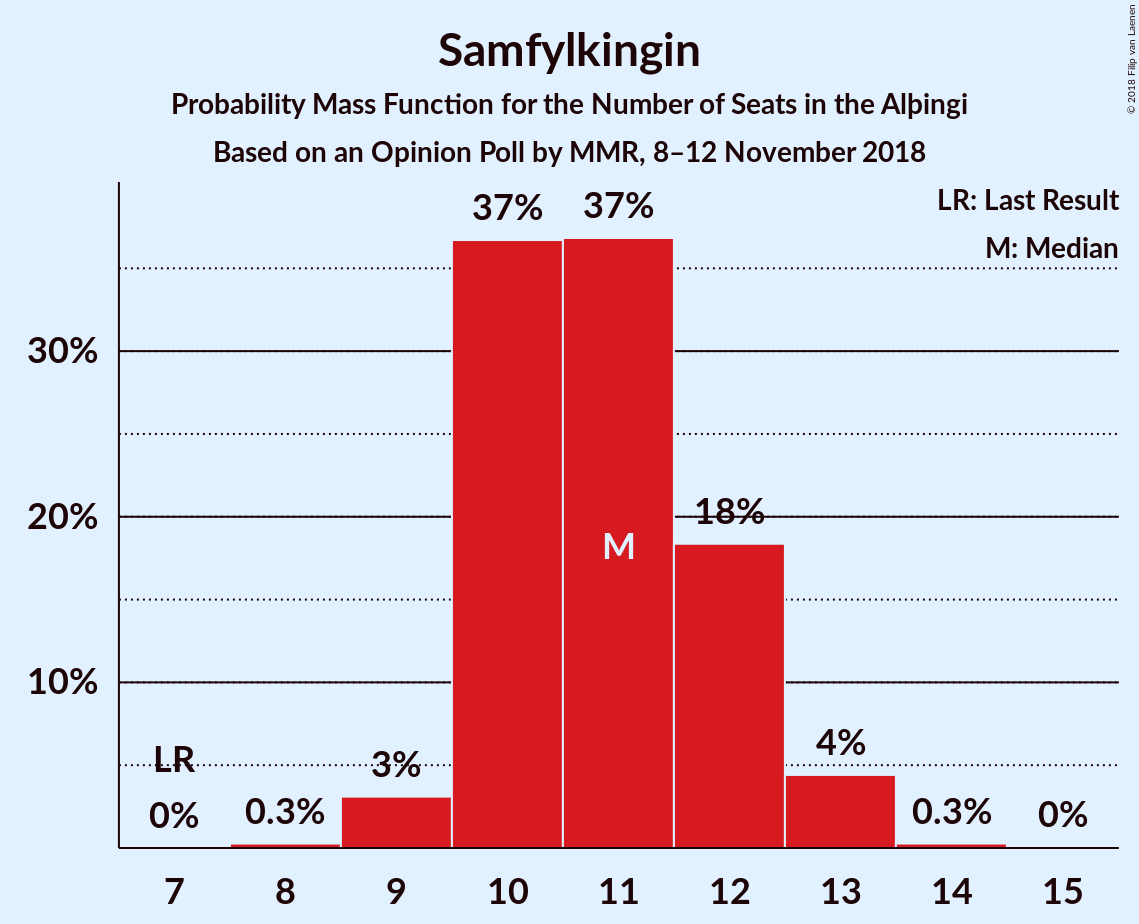 Samfylkingin
Probability Mass Function for the Number of Seats in the Alþingi
Based on an Opinion Poll by MMR, 8–12 November 2018
© 2018 Filip van Laenen
LR: Last Result
M: Median
37%
37%
30%
20%
18%
M
10%
LR
0%
0.3%
3%
4%
0.3%
0%
7 8 9 10 11 12 13 14 15